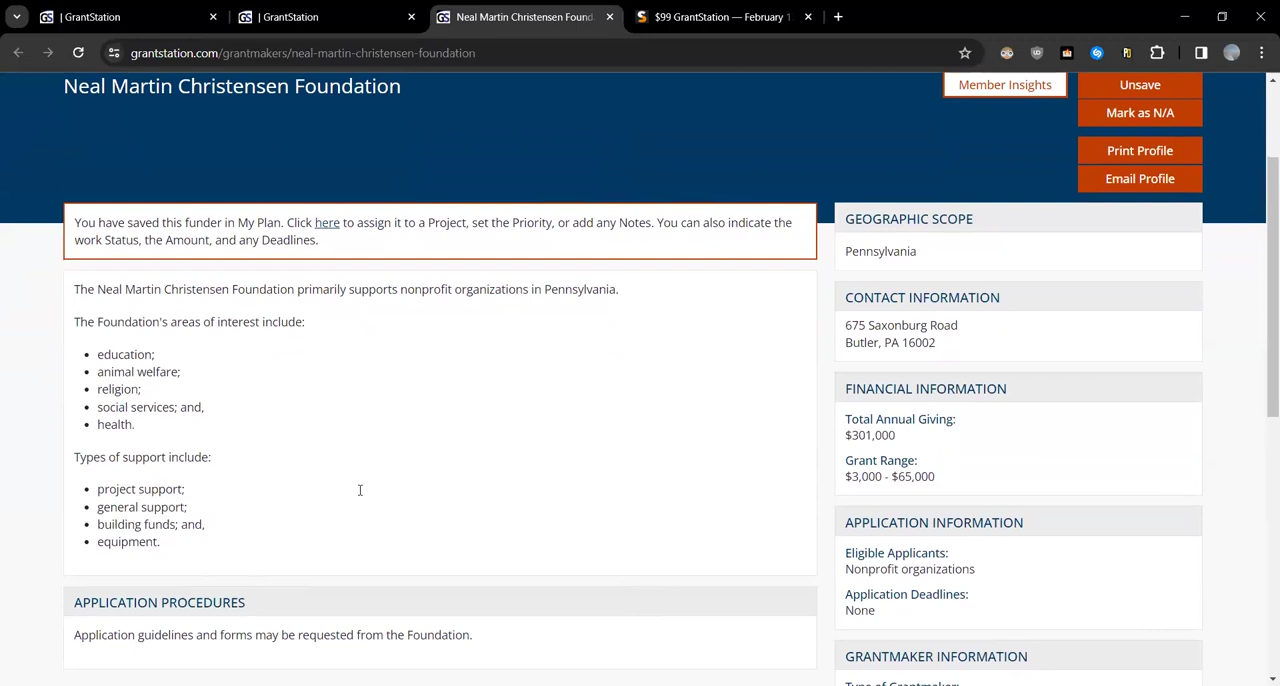 | GrantStation
| GrantStation
Neal Martin Christensen Found
$99 GrantStation — February 1
grantstation.com/grantmakers/neal-martin-christensen-foundation
Neal Martin Christensen Foundation
Member Insights
Unsave
Mark as N/A
Print Profile
Email Profile
You have saved this funder in My Plan. Click here to assign it to a Project, set the Priority, or add any Notes. You can also indicate the
work Status, the Amount, and any Deadlines.
The Neal Martin Christensen Foundation primarily supports nonprofit organizations in Pennsylvania.
The Foundation's areas of interest include:
• education;
• animal welfare;
• religion;
• social services; and,
• health.
Types of support include:
• project support;
• general support;
• building funds; and,
• equipment.
APPLICATION PROCEDURES
Application guidelines and forms may be requested from the Foundation.
GEOGRAPHIC SCOPE
Pennsylvania
CONTACT INFORMATION
675 Saxonburg Road
Butler, PA 16002
FINANCIAL INFORMATION
Total Annual Giving:
$301,000
Grant Range:
$3,000 - $65,000
APPLICATION INFORMATION
Eligible Applicants:
Nonprofit organizations
Application Deadlines:
None
GRANTMAKER INFORMATION
Type of Grantmaker: